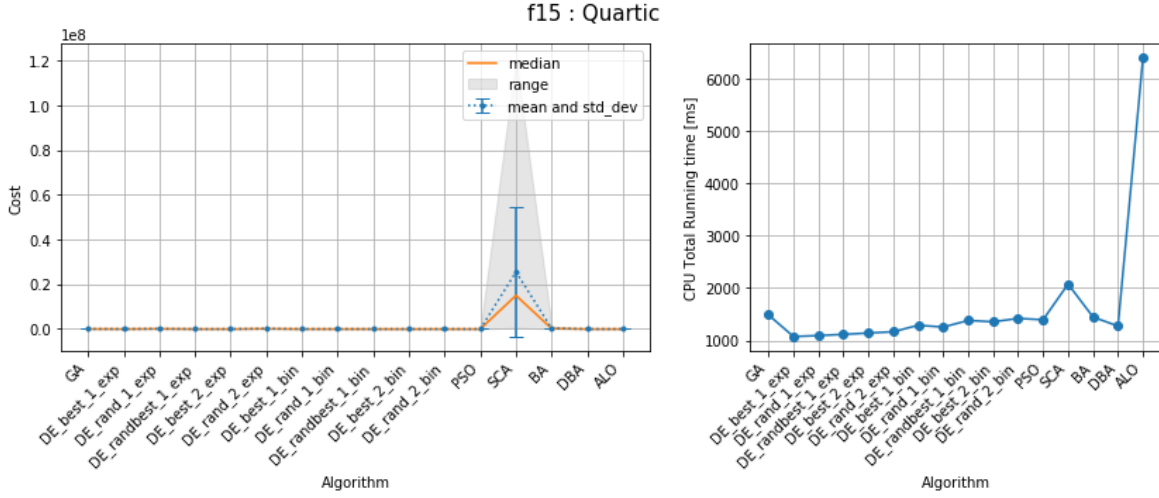 f15 : Quartic
1e8
1.2
1.0
0.8
0.6
0.4
0.2
0.0
Cost
median
range
mean and std_dev
GA
DE_best_1_exp
DE_rand_1_exp
DE_randbest_1_exp
DE_best_2_exp
DE_rand_2_exp
DE_best_1_bin
DE_rand_1_bin
DE_randbest_1_bin
DE_best_2_bin
DE_rand_2_bin
PSO
SCA
BA
DBA
ALO
Algorithm
6000
5000
4000
3000
2000
1000
CPU Total Running time [ms]
GA
DE_best_1_exp
DE_rand_1_exp
DE_randbest_1_exp
DE_best_2_exp
DE_rand_2_exp
DE_best_1_bin
DE_rand_1_bin
DE_randbest_1_bin
DE_best_2_bin
DE_rand_2_bin
PSO
SCA
BA
DBA
ALO
Algorithm